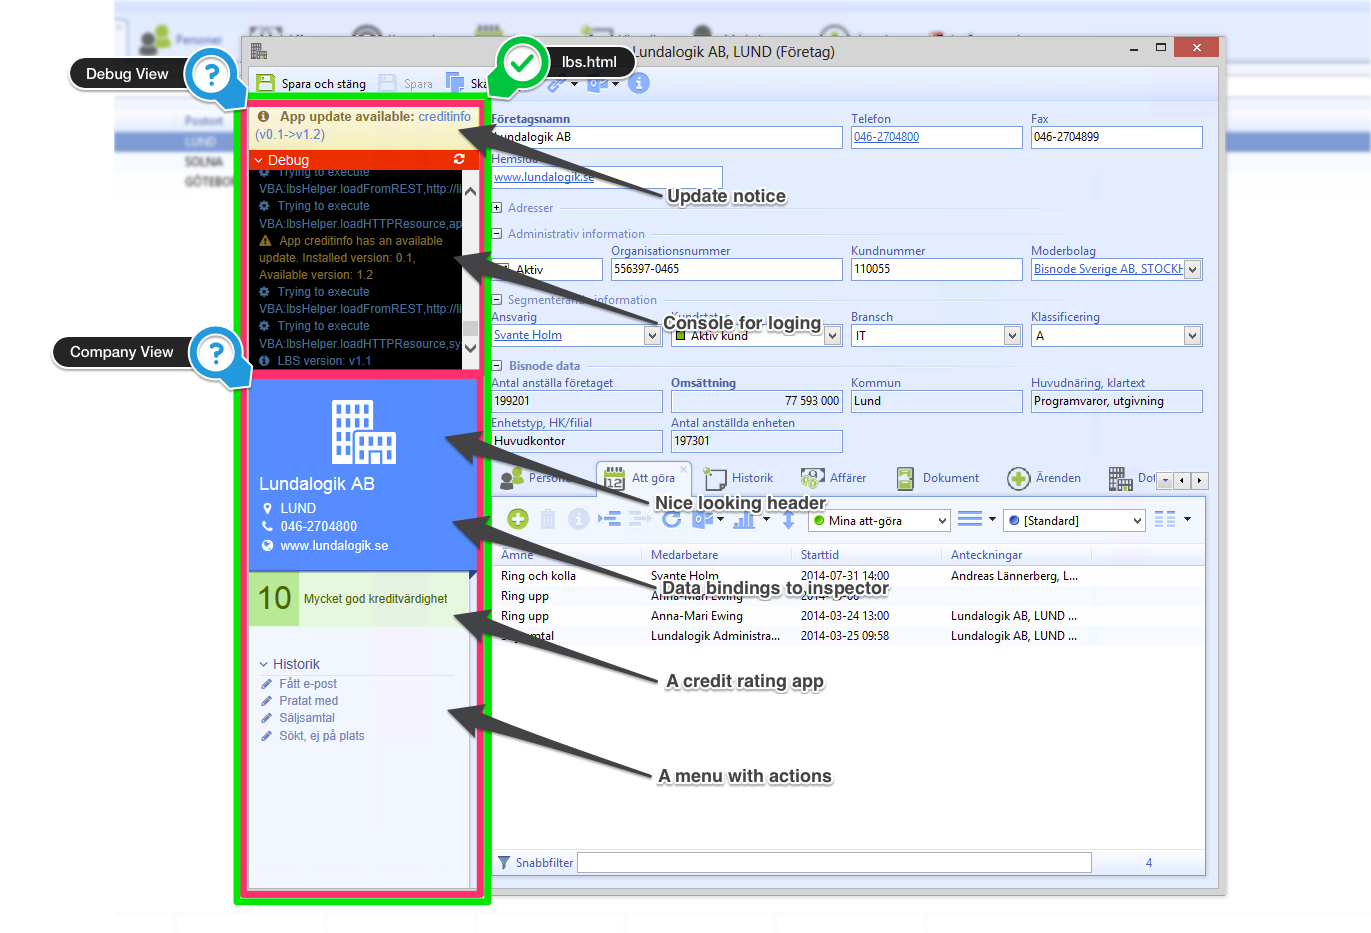 Personer
Debug View
?
lbs.html
Lundalogik AB, LUND (Företag)
Spara och stäng
Spara
Ska
Postort
LUND
SOLNA
GÖTEBOR
App update available: creditinfo
(v0.1->v1.2)
Debug
Trying to execute
VBA:lbsHelper.loadFromREST,http://li
Trying to execute
VBA:lbsHelper.loadHTTPResource,ap
App creditinfo has an available
update. Installed version: 0.1,
Available version: 1.2
Trying to execute
VBA:lbsHelper.loadFromREST,http://li
Trying to execute
VBA:lbsHelper.loadHTTPResource,sy
LBS version: v1.1
Company View
?
Lundalogik AB
LUND
046-2704800
www.lundalogik.se
10
Mycket god kreditvärdighet
Historik
Fått e-post
Pratat med
Säljsamtal
Sökt, ej på plats
Företagsnamn
Telefon
Fax
Lundalogik AB
046-2704800
046-2704899
Hemsida
www.lundalogik.se
Update notice
Adresser
Administrativ information
Organisationsnummer
Kundnummer
Moderbolag
Aktiv
556397-0465
110055
Bisnode Sverige AB, STOCKH
Segmenterande information
Ansvarig
Kundstatus
Bransch
Klassificering
Console for loging
Svante Holm
Aktiv kund
IT
A
Bisnode data
Antal anställa företaget
Omsättning
Kommun
Huvudnäring, klartext
199201
77 593 000
Lund
Programvaror, utgivning
Enhetstyp, HK/filial
Antal anställda enheten
Huvudkontor
197301
Person
Att göra
Historik
Affärer
Dokument
Ärenden
Dot
Nice looking header
Mina att-göra
[Standard]
Ämne
Medarbetare
Starttid
Anteckningar
Ring och kolla
Svante Holm
2014-07-31 14:00
Andreas Lännerberg, L...
Data bindings to inspector
Ring upp
Anna-Mari Ewing
Ring upp
Anna-Mari Ewing
2014-03-24 13:00
Lundalogik AB, LUND ...
Säljsamtal
Lundalogik Administra...
2014-03-25 09:58
Lundalogik AB, LUND ...
A credit rating app
A menu with actions
Snabbfilter
4